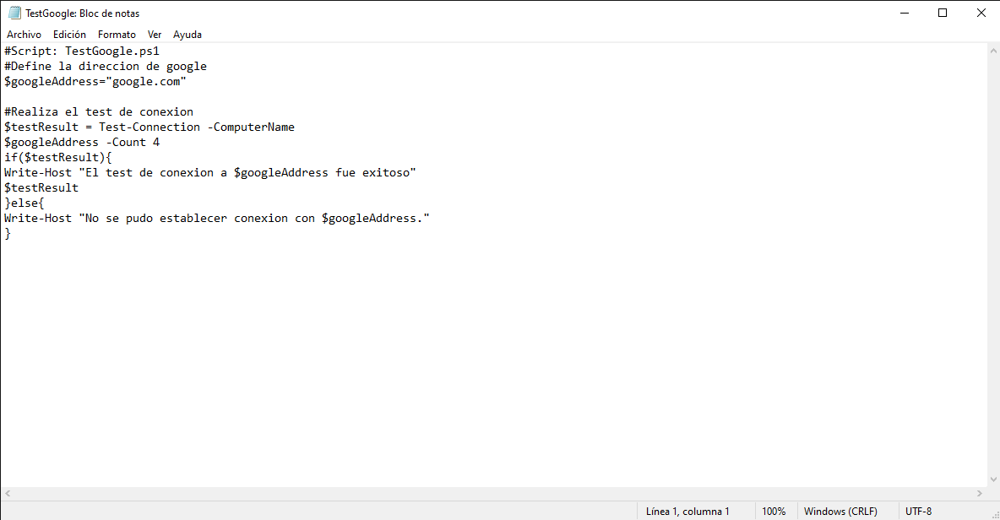 TestGoogle: Bloc de notas
Archivo Edición Formato Ver Ayuda
#Script: TestGoogle.ps1
#Define la direccion de google
$googleAddress="google.com"
#Realiza el test de conexion
$testResult = Test-Connection -ComputerName
$googleAddress -Count 4
if($testResult){
Write-Host "El test de conexion a $googleAddress fue exitoso"
$testResult
}else{
Write-Host "No se pudo establecer conexion con $googleAddress."
}
Línea 1, columna 1 100% Windows (CRLF) UTF-8